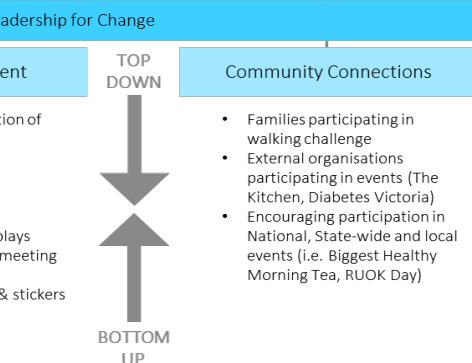 adership for Change
ent
TOP
DOWN
Community Connections
tion of
• Families participating in
walking challenge
• External organisations
participating in events (The
Kitchen, Diabetes Victoria)
• Encouraging participation in
National, State-wide and local
events (i.e. Biggest Healthy
Morning Tea, RUOK Day)
plays
meeting
& stickers
BOTTOM
UP